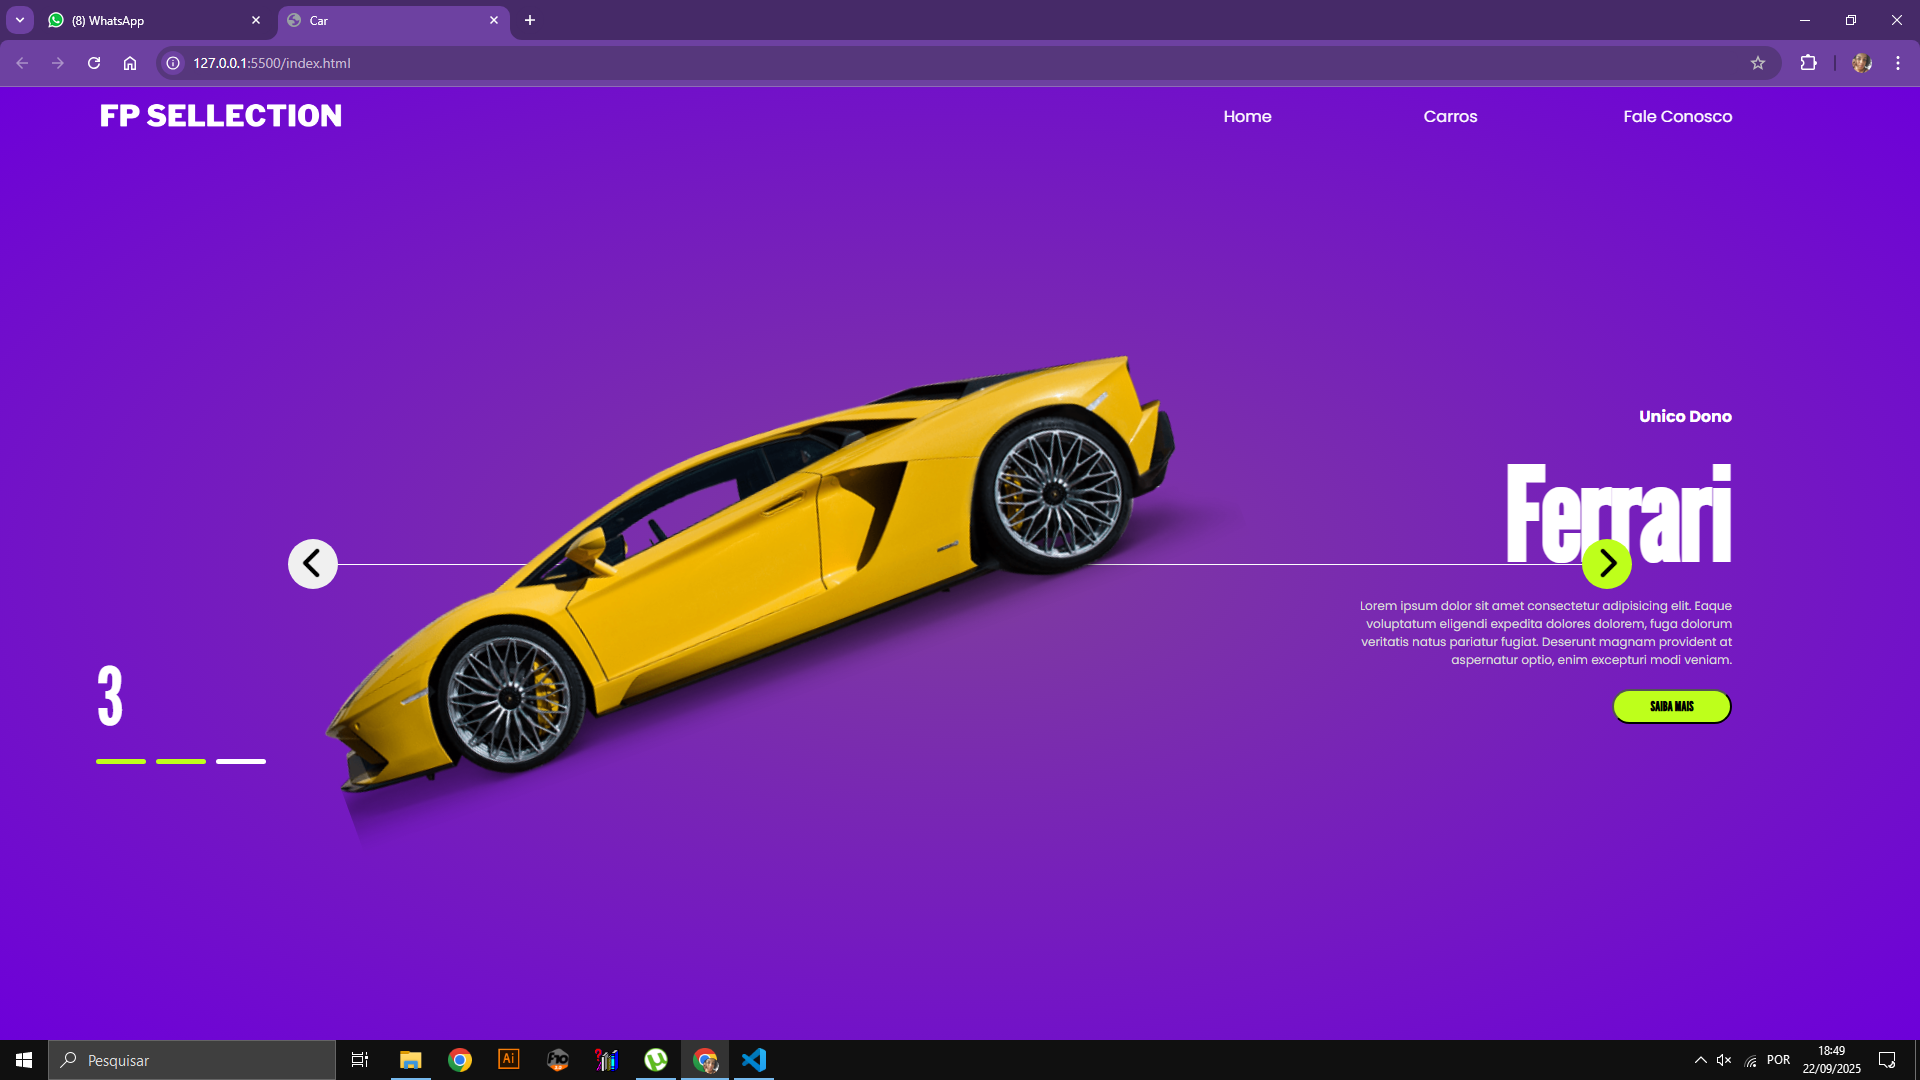 (8) WhatsApp
Car
127.0.0.1:5500/index.html
FP SELLECTION
Home
Carros
Fale Conosco
Unico Dono
Ferrari
Lorem ipsum dolor sit amet consectetur adipisicing elit. Eaque
voluptatum eligendi expedita dolores dolorem, fuga dolorum
veritatis natus pariatur fugiat. Deserunt magnam provident at
aspernatur optio, enim excepturi modi veniam.
SAIBA MAIS
3
Pesquisar
Ai
POR
18:49
22/09/2025